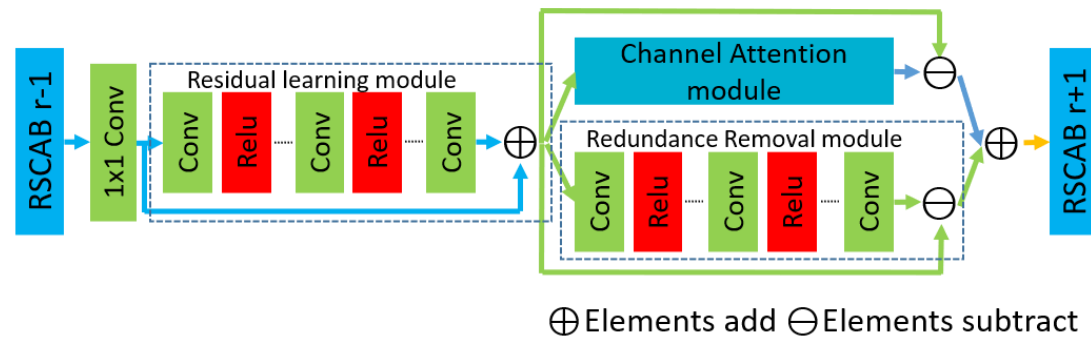 RSCAB r-1
1x1 Conv
Residual learning module
Conv
Relu
Conv
Relu
Conv
Channel Attention
module
Redundance Removal module
Conv
Relu
Conv
Relu
Conv
RSCAB r+1
⊕Elements add ⊖Elements subtract